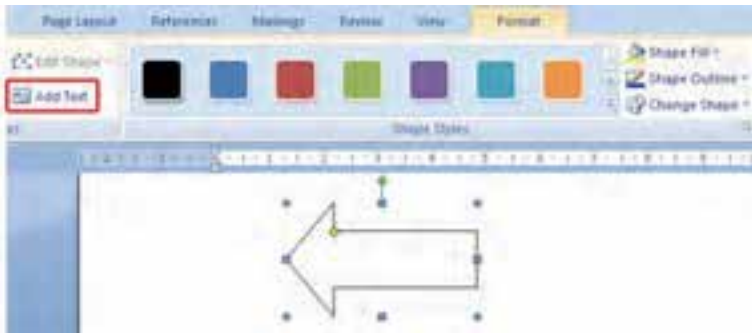 Page Layout References Mailings Review View Format
Edit Shape
Add Text
Shape Fill
Shape Outline
Change Shape
Shape Styles